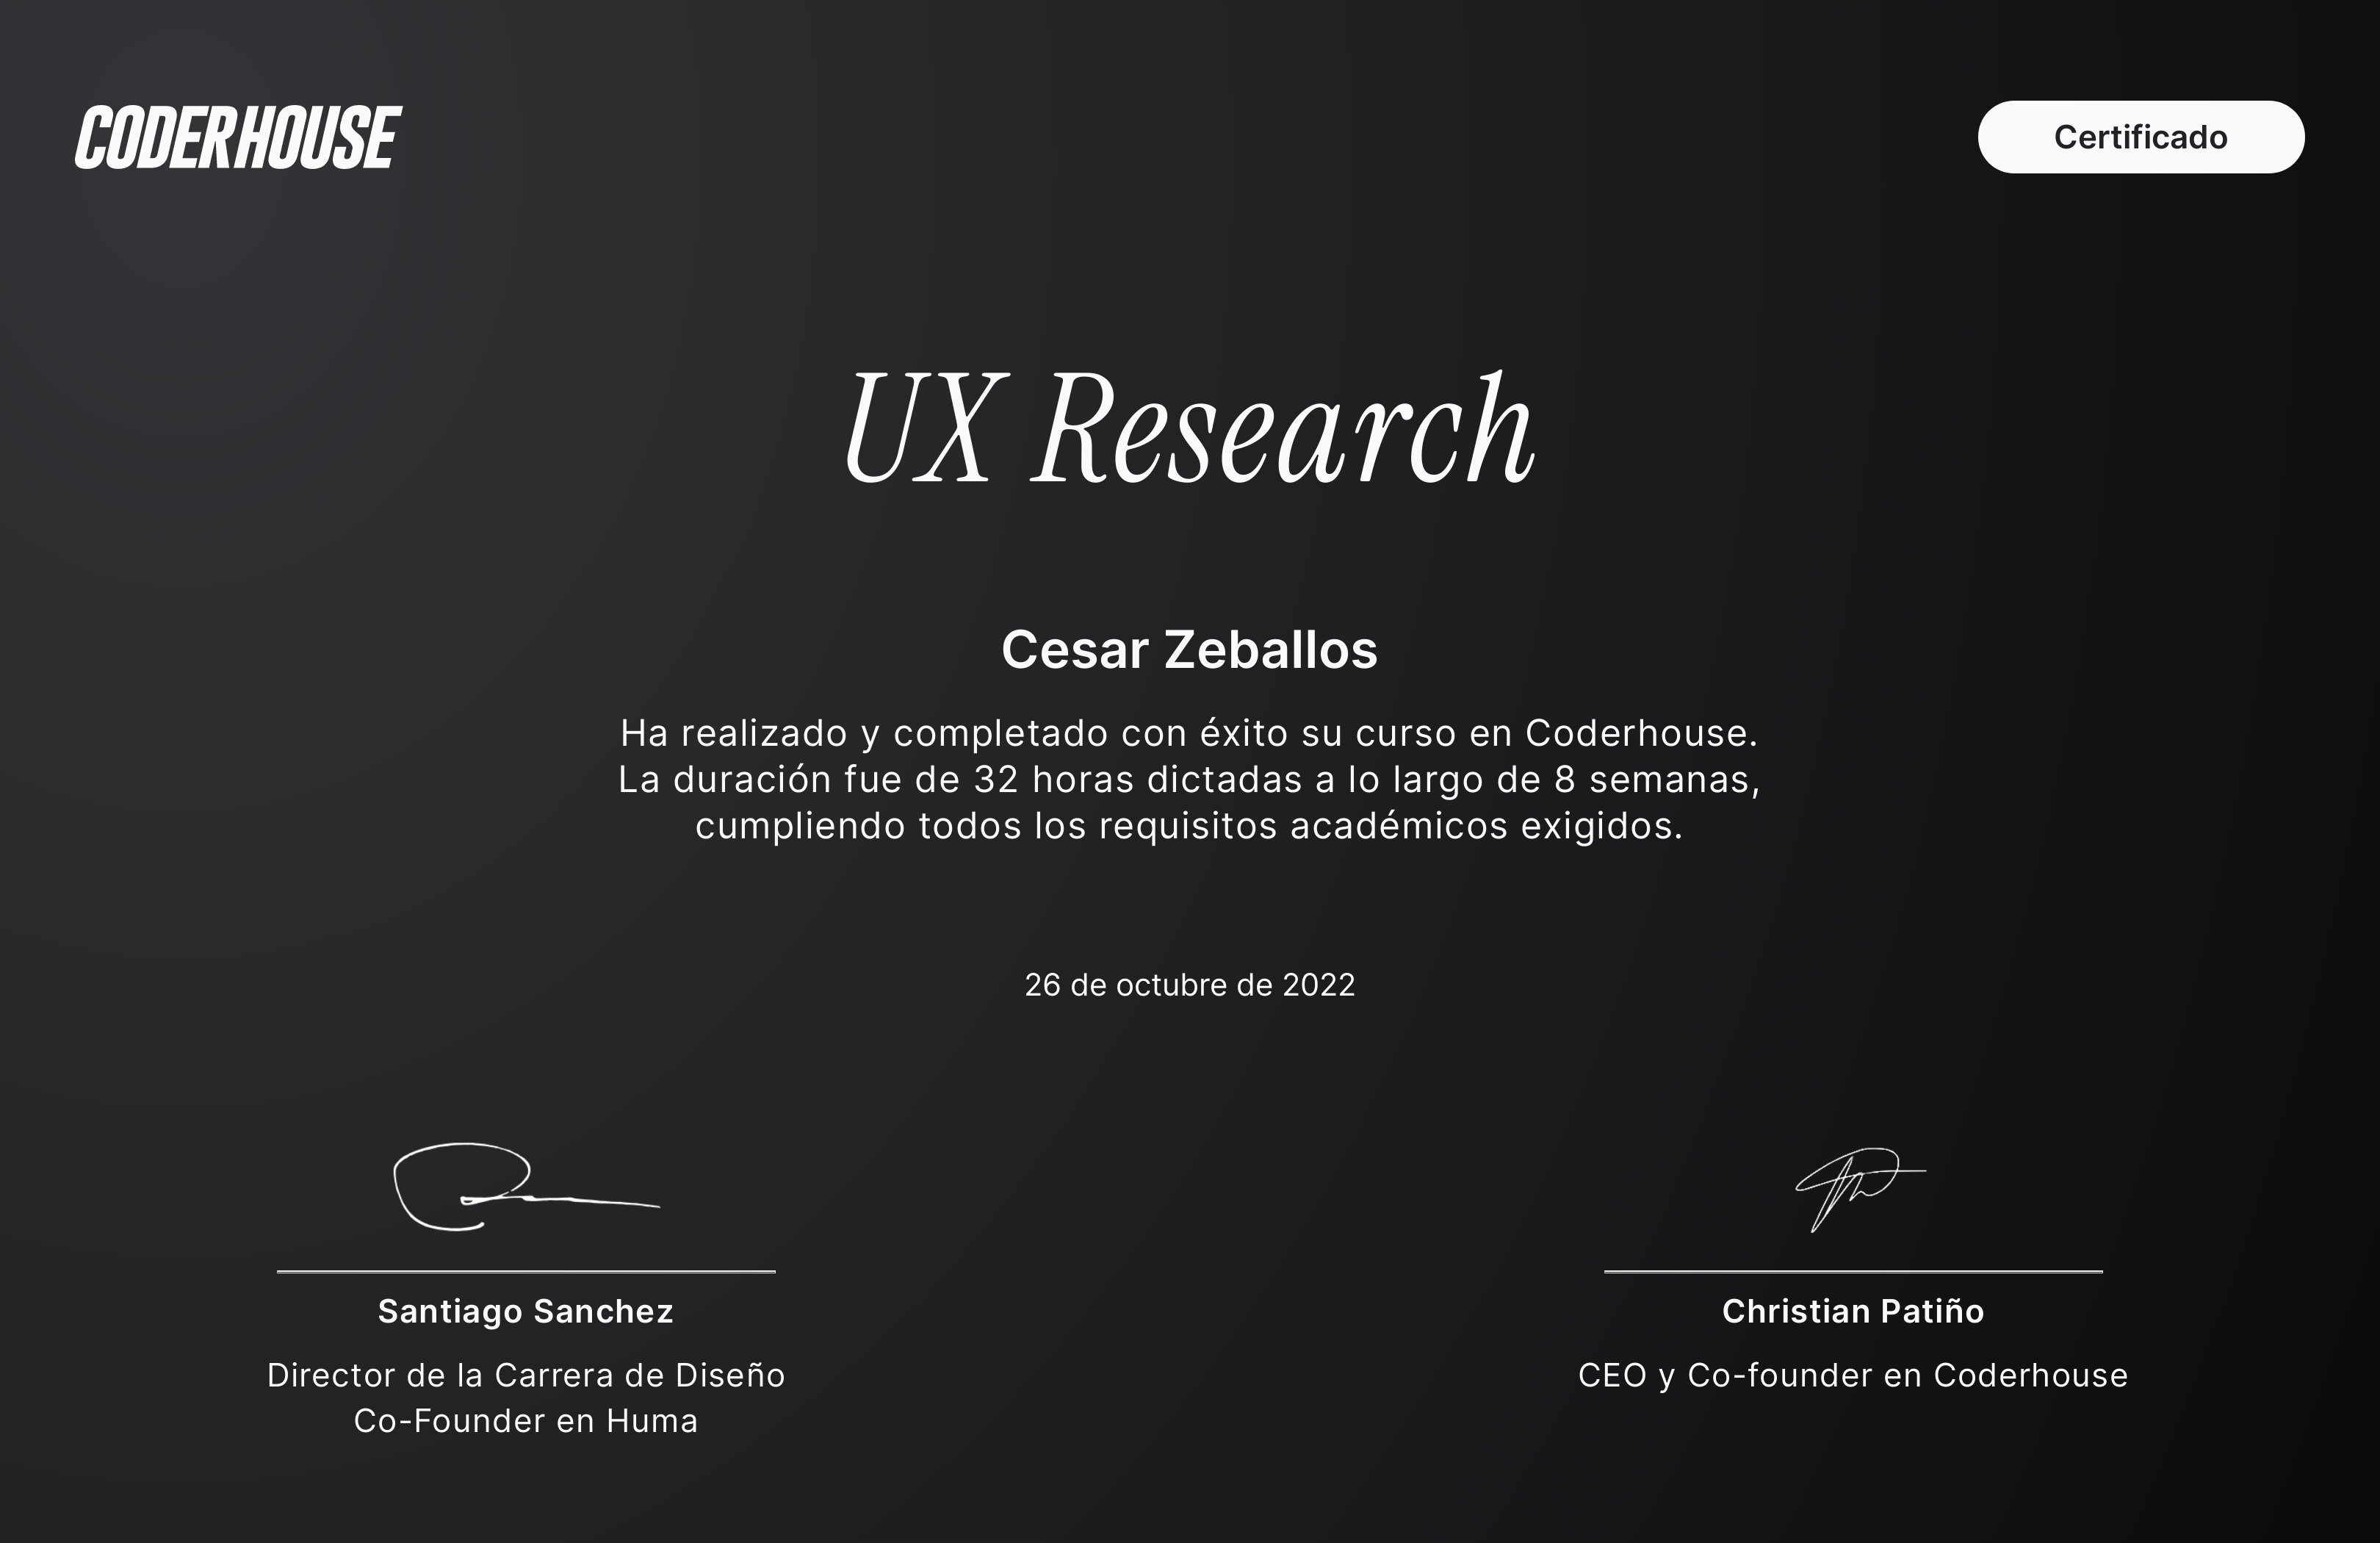 CODERHOUSE
Certificado
UX Research
Cesar Zeballos
Ha realizado y completado con éxito su curso en Coderhouse.
La duración fue de 32 horas dictadas a lo largo de 8 semanas,
cumpliendo todos los requisitos académicos exigidos.
26 de octubre de 2022
Santiago Sanchez
Director de la Carrera de Diseño
Co-Founder en Huma
Christian Patiño
CEO y Co-founder en Coderhouse